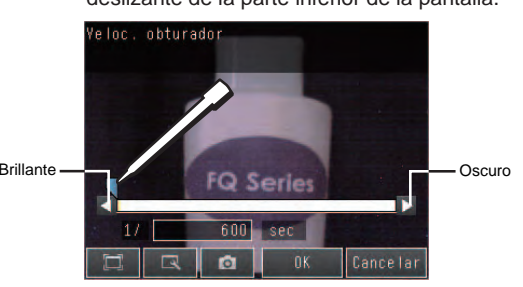 deslizante de la parte inferior de la pantalla.
Veloc. obturador
FQ Series
Brillante
Oscuro
1/ 600 sec
OK Cancelar